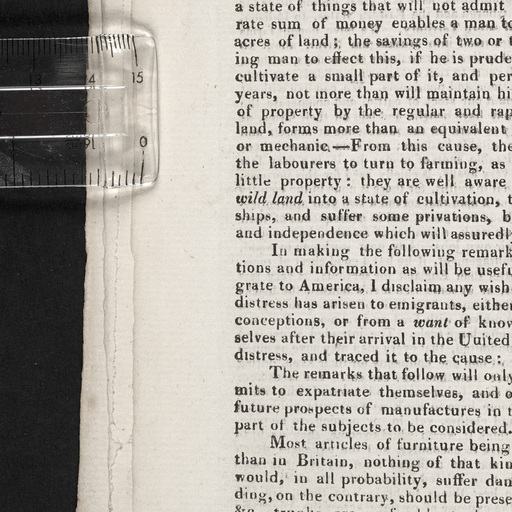 a state of things that will not admit
rate sum of money enables a man to
acres of land; the savings of two or
ing man to effect this, if he is prude
cultivate a small part of it, and per
years, not more than will maintain hi
of property by the regular and rap
land, forms more than an equivalent
or mechanic.—From this cause, the
the labourers to turn to farming, as
little property: they are well aware
wild land into a state of cultivation, t
ships, and suffer some privations, b
and independence which will assuredl
In making the following remark
tions and information as will be usefu
grate to America, I disclaim any wish
distress has arisen to emigrants, eithe
conceptions, or from a want of know
selves after their arrival in the United
distress, and traced it to the cause:
The remarks that follow will only
mits to expatriate themselves, and o
future prospects of manufactures in t
part of the subjects to be considered.
Most articles of furniture being
than in Britain, nothing of that kin
would, in all probability, suffer dam
ding, on the contrary, should be prese
13 14 15
0